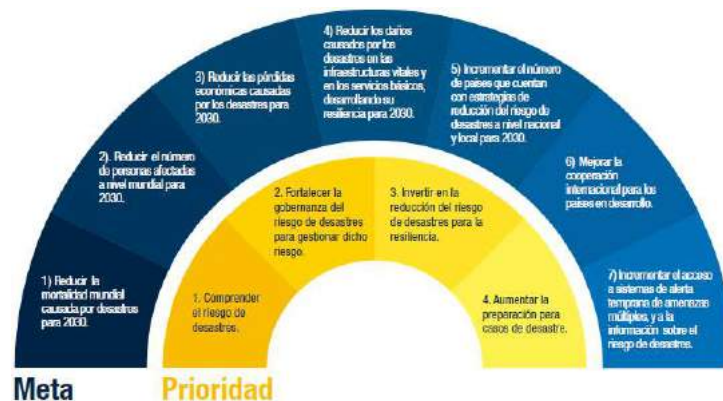 1) Reducir la
mortalidad mundial
causada por desastres
para 2030.
2). Reducir el número
de personas afectadas
a nivel mundial para
2030.
3) Reducir las pérdidas
económicas causadas
por los desastres para
2030.
4) Reducir los daños
causados por los
desastres en las
infraestructuras vitales y
en los servicios básicos,
desarrollando su
resiliencia para 2030.
5) Incrementar el número
de países que cuentan
con estrategias de
reducción del riesgo de
desastres a nivel nacional
y local para 2030.
6) Mejorar la
cooperación
internacional para los
países en desarrollo.
7) Incrementar el acceso
a sistemas de alerta
temprana de amenazas
múltiples, y a la
información sobre el
riesgo de desastres.
1. Comprender
el riesgo de
desastres.
2. Fortalecer la
gobernanza del
riesgo de desastres
para gestionar dicho
riesgo.
3. Invertir en la
reducción del riesgo
de desastres para la
resiliencia.
4. Aumentar la
preparación para
casos de desastre.
Meta
Prioridad